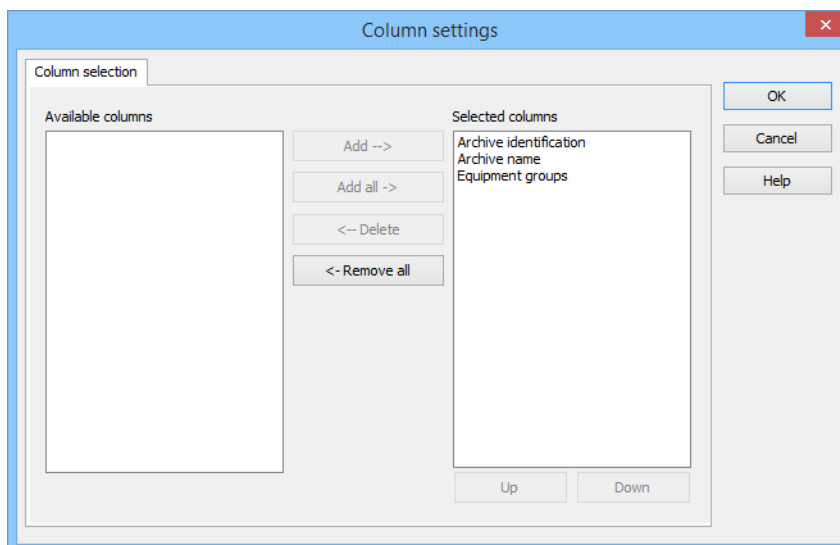 Column settings
Column selection
Available columns
Selected columns
Add -->
Add all ->
<-- Delete
<- Remove all
Archive identification
Archive name
Equipment groups
Up
Down
OK
Cancel
Help